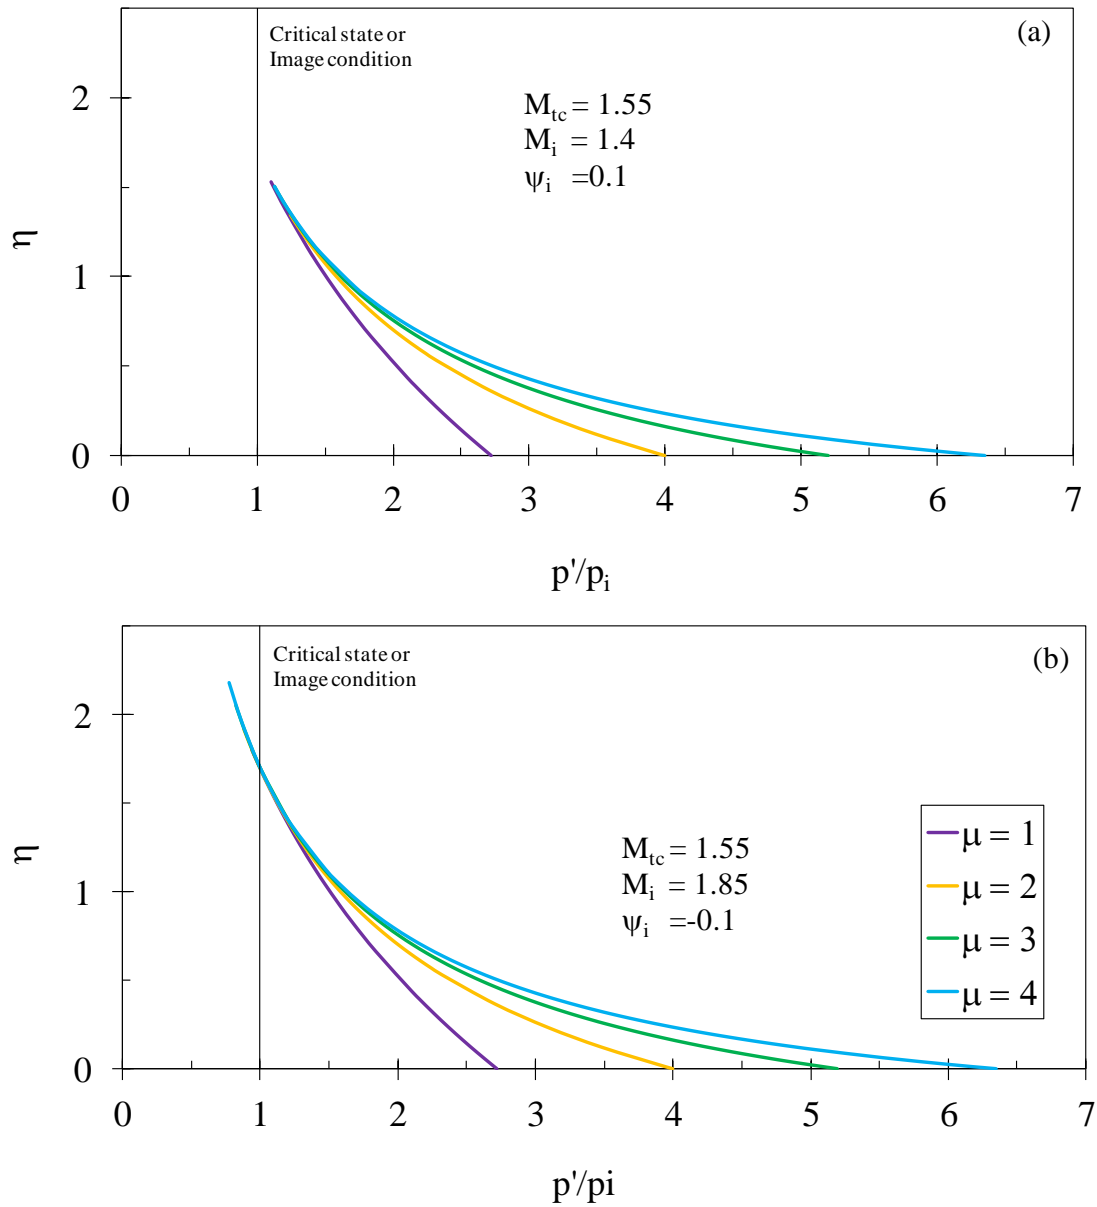 Critical state or
Image condition
(a)
M_tc = 1.55
M_i = 1.4
ψ_i =0.1
2
1
0
η
0 1 2 3 4 5 6 7
p'/p_i
Critical state or
Image condition
(b)
2
1
0
η
M_tc = 1.55
M_i = 1.85
ψ_i =-0.1
μ = 1
μ = 2
μ = 3
μ = 4
0 1 2 3 4 5 6 7
p'/pi